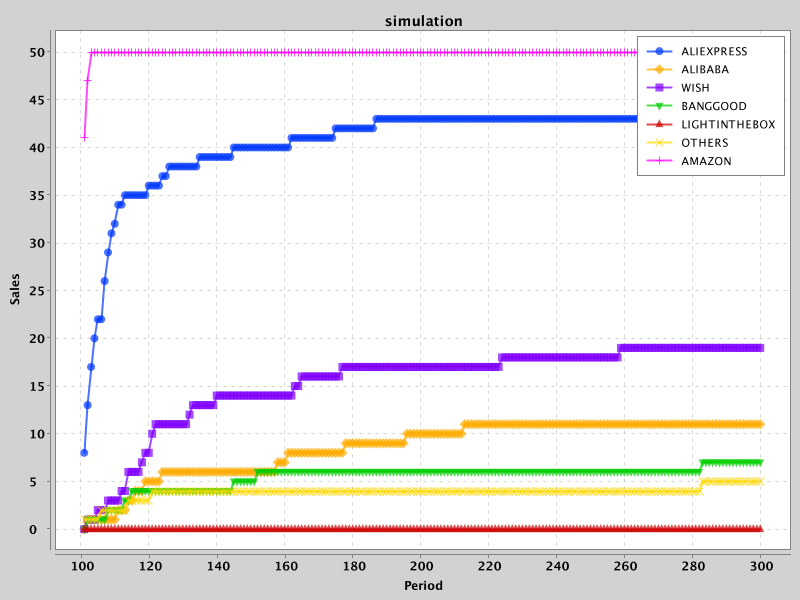 simulation
50
45
40
35
30
25
20
15
10
5
0
Sales
ALIEXPRESS
ALIBABA
WISH
BANGGOOD
LIGHTINTHEBOX
OTHERS
AMAZON
100 120 140 160 180 200 220 240 260 280 300
Period